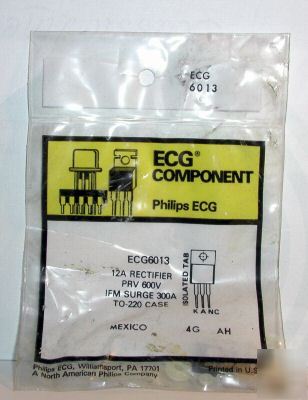 ECG
6013
ECG®
COMPONENT
Philips ECG
ECG6013
12A RECTIFIER
PRV 600V
IFM SURGE 300A
TO-220 CASE
ISOLATED TAB
K A NC
MEXICO 4G AH
Philips ECG, Williamsport, PA 17701
A North American Philips Company
Printed in U.S